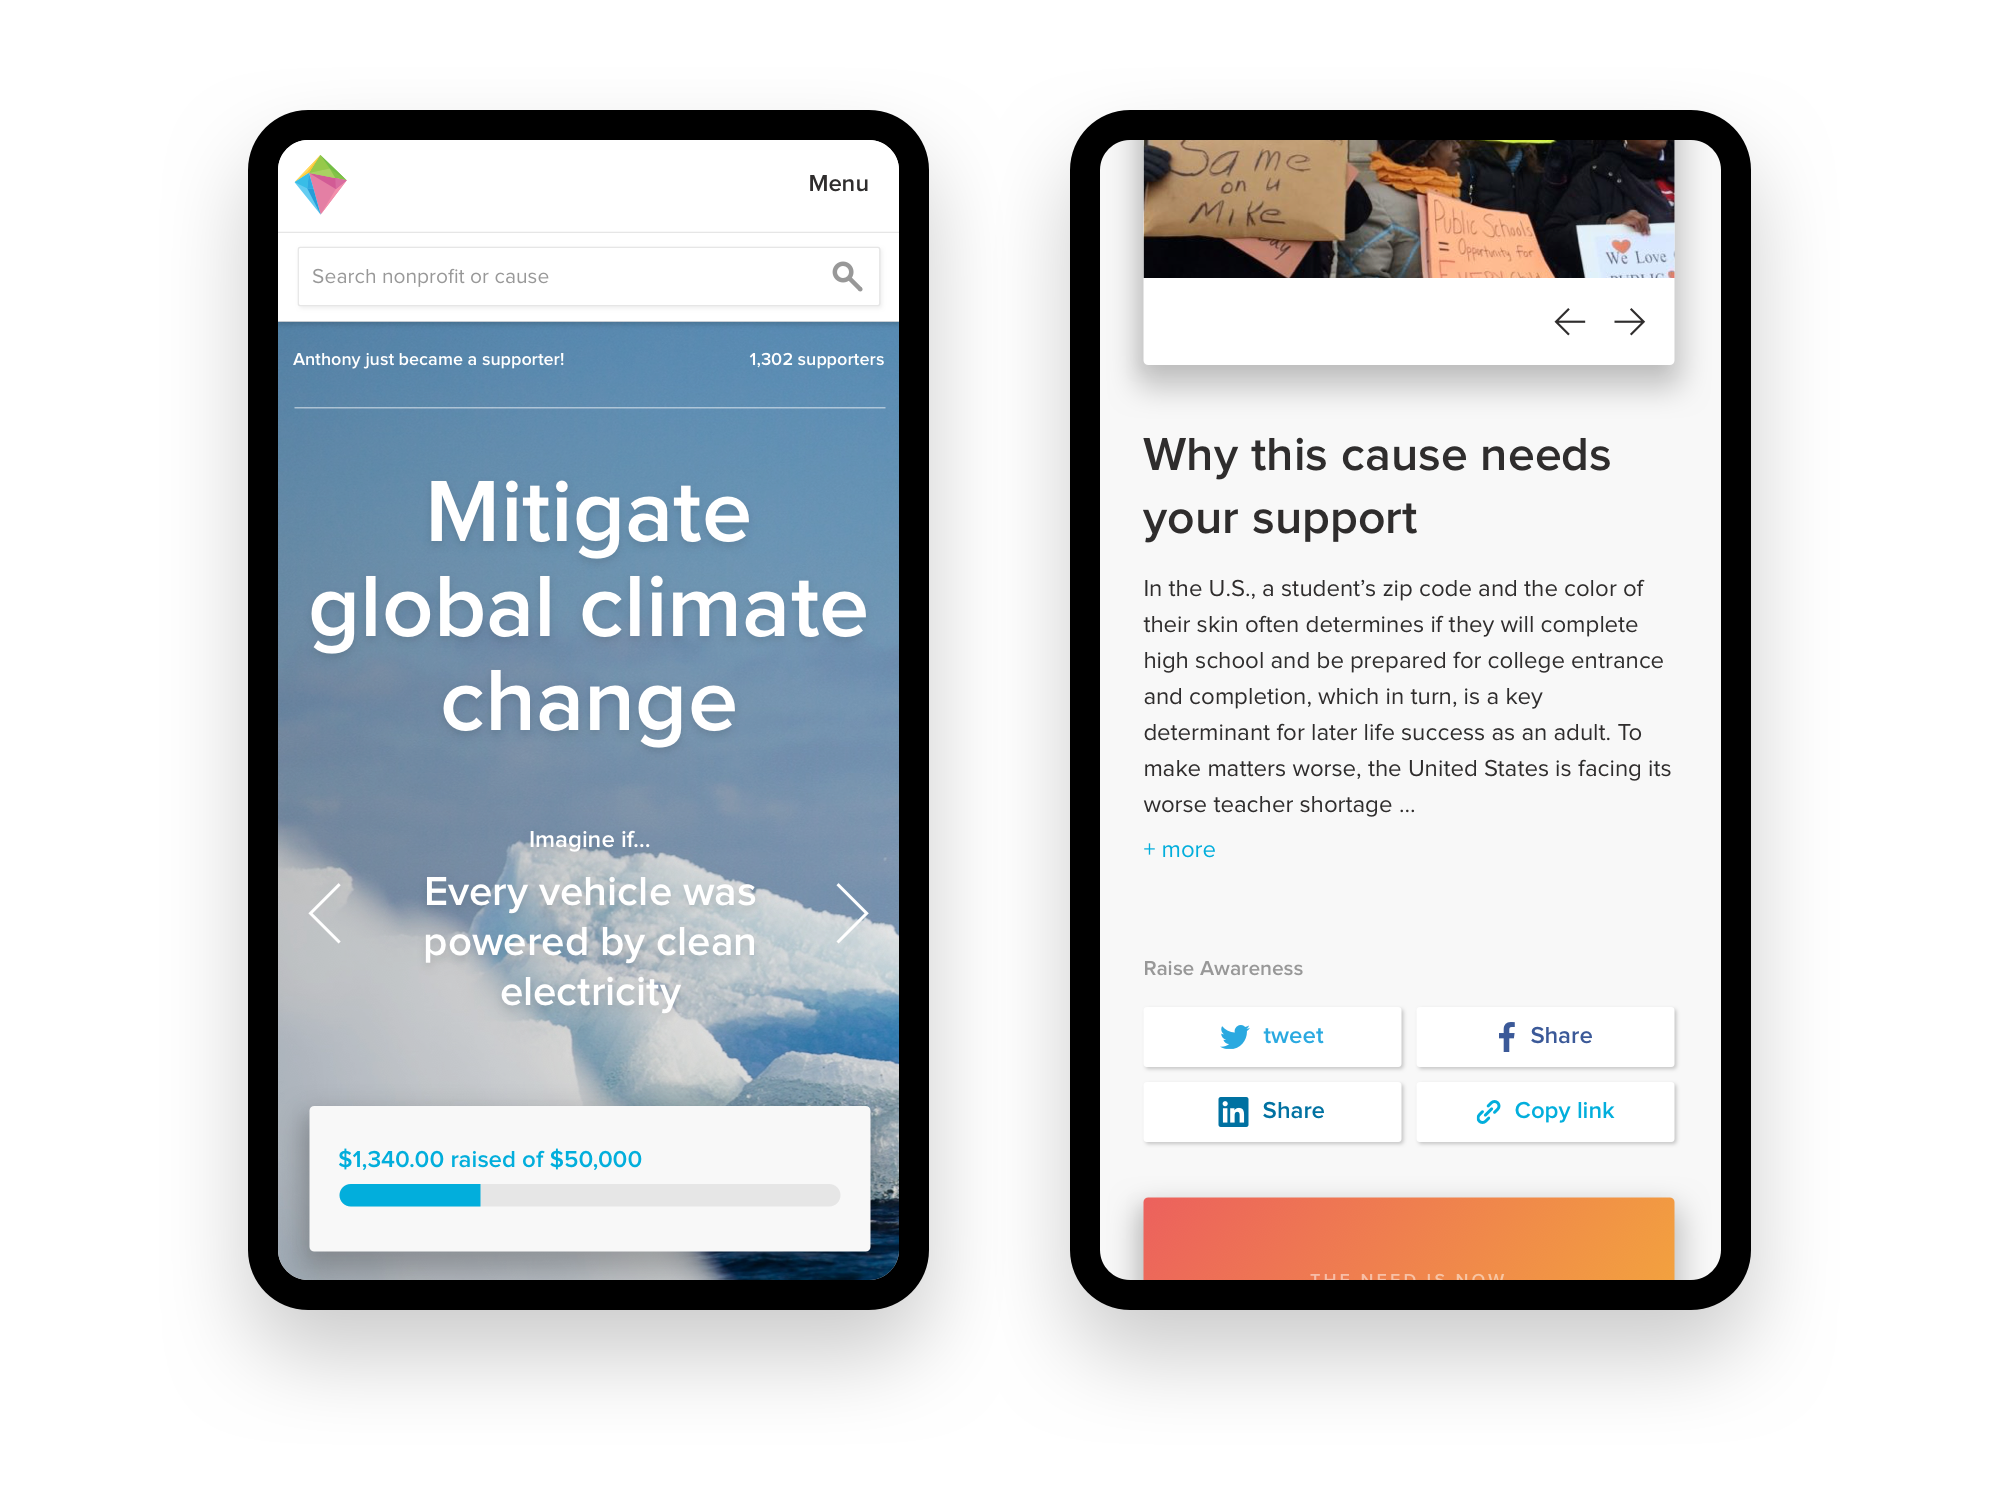 Menu
Search nonprofit or cause
Anthony just became a supporter!
1,302 supporters
Mitigate
global climate
change
Imagine if...
Every vehicle was
powered by clean
electricity
$1,340.00 raised of $50,000
Same
on u
Mike
Public Schools
= Opportunity For
We Love
PUBLIC
Why this cause needs
your support
In the U.S., a student’s zip code and the color of
their skin often determines if they will complete
high school and be prepared for college entrance
and completion, which in turn, is a key
determinant for later life success as an adult. To
make matters worse, the United States is facing its
worse teacher shortage ...
+ more
Raise Awareness
tweet
Share
Share
Copy link
THE NEED IS NOW